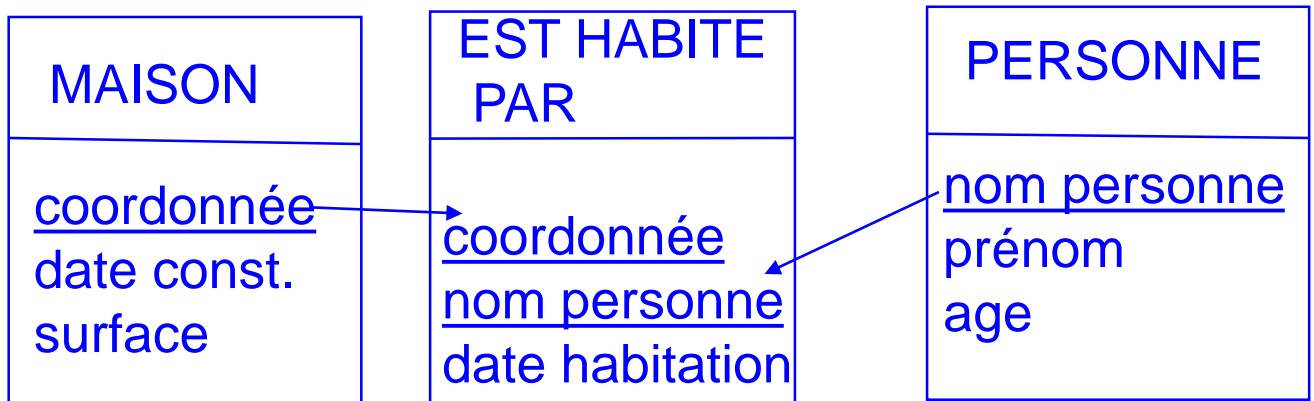 MAISON
coordonnée
date const.
surface
EST HABITE
PAR
coordonnée
nom personne
date habitation
PERSONNE
nom personne
prénom
age